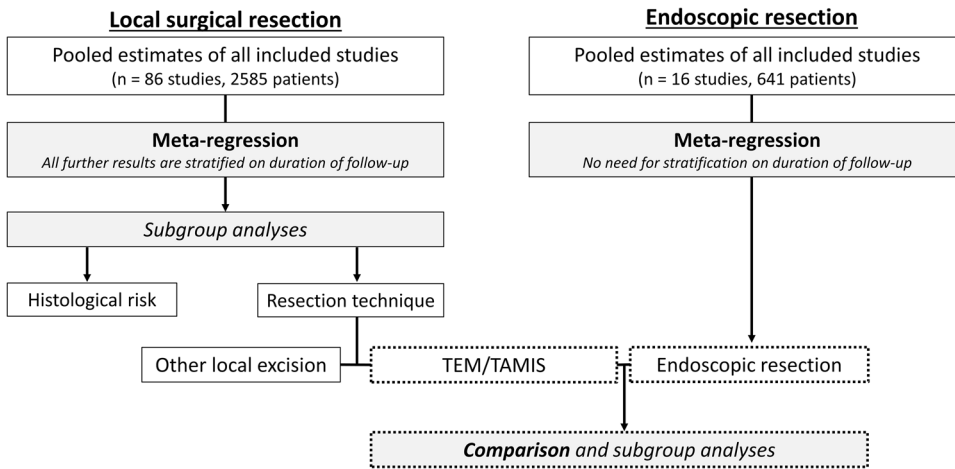 Local surgical resection
Pooled estimates of all included studies
(n = 86 studies, 2585 patients)
Meta-regression
All further results are stratified on duration of follow-up
Subgroup analyses
Histological risk
Resection technique
Other local excision
TEM/TAMIS
Endoscopic resection
Pooled estimates of all included studies
(n = 16 studies, 641 patients)
Meta-regression
No need for stratification on duration of follow-up
Endoscopic resection
Comparison and subgroup analyses